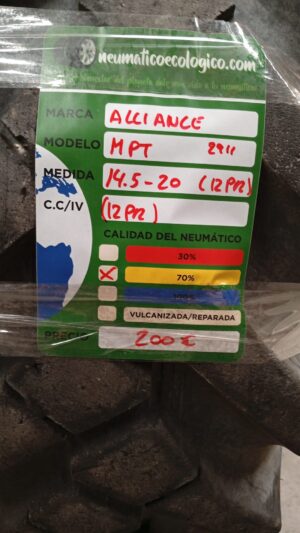 neumaticoecologico.com
MARCA ALLIANCE
MODELO MPT 2911
MEDIDA 14.5-20 (12PR)
C.C/IV (12PR)
CALIDAD DEL NEUMÁTICO
30%
70%
100%
VULCANIZADA/REPARADA
PRECIO 200€